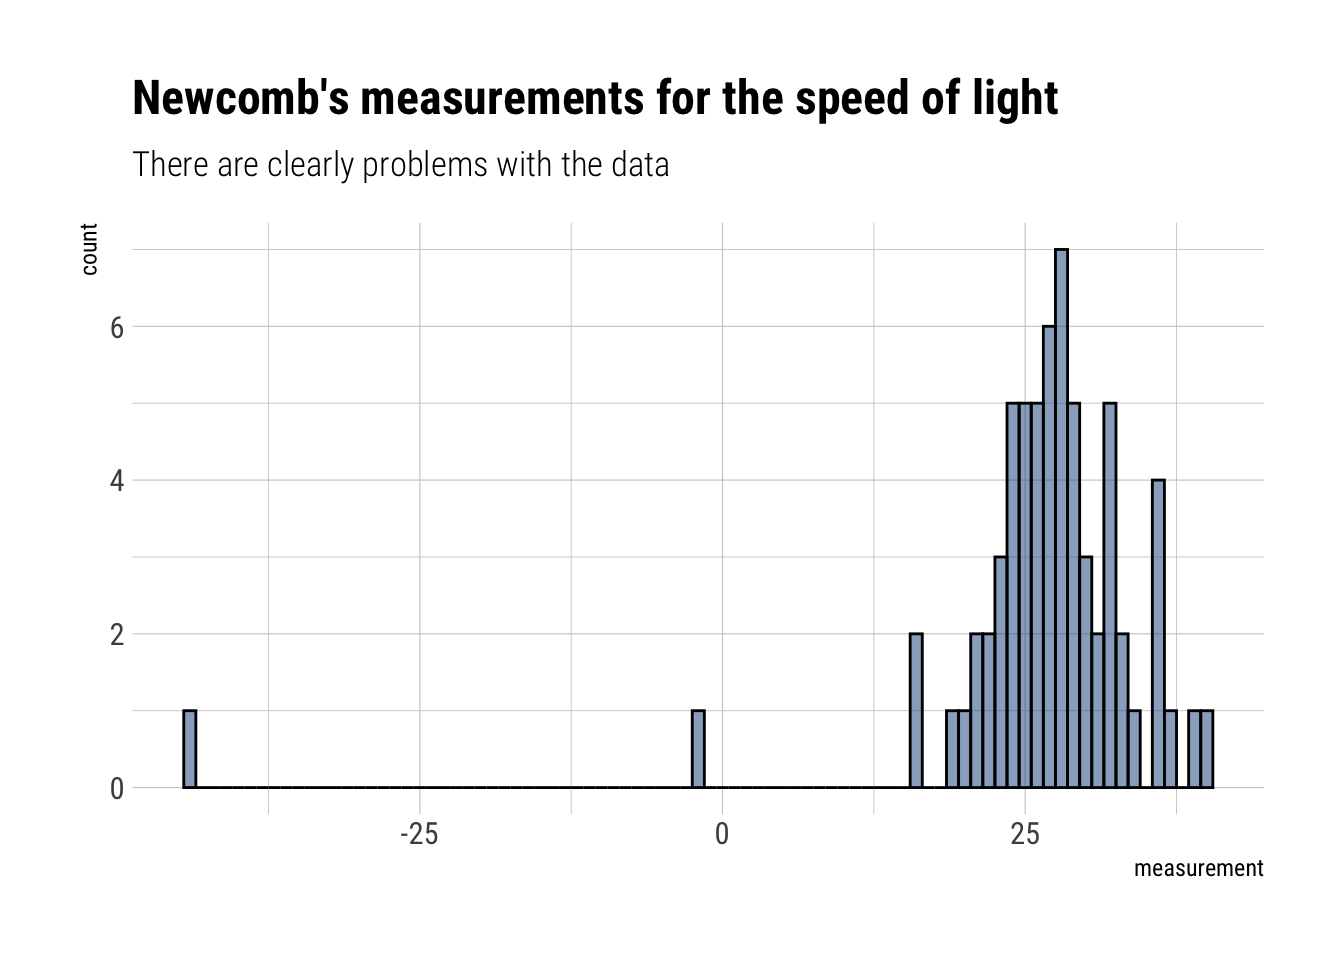 Newcomb's measurements for the speed of light
There are clearly problems with the data
count
6
4
2
0
-25 0 25
measurement